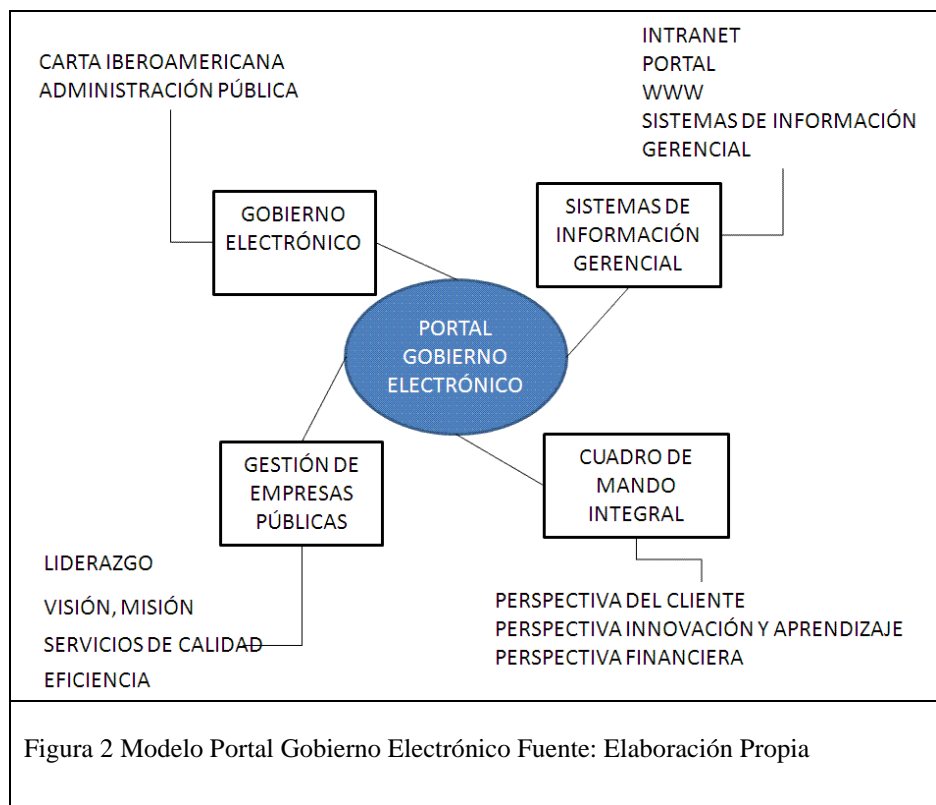 CARTA IBEROAMERICANA
ADMINISTRACIÓN PÚBLICA
INTRANET
PORTAL
WWW
SISTEMAS DE INFORMACIÓN
GERENCIAL
GOBIERNO
ELECTRÓNICO
SISTEMAS DE
INFORMACIÓN
GERENCIAL
PORTAL
GOBIERNO
ELECTRÓNICO
GESTIÓN DE
EMPRESAS
PÚBLICAS
CUADRO DE
MANDO
INTEGRAL
LIDERAZGO
VISIÓN, MISIÓN
SERVICIOS DE CALIDAD
EFICIENCIA
PERSPECTIVA DEL CLIENTE
PERSPECTIVA INNOVACIÓN Y APRENDIZAJE
PERSPECTIVA FINANCIERA
Figura 2 Modelo Portal Gobierno Electrónico Fuente: Elaboración Propia